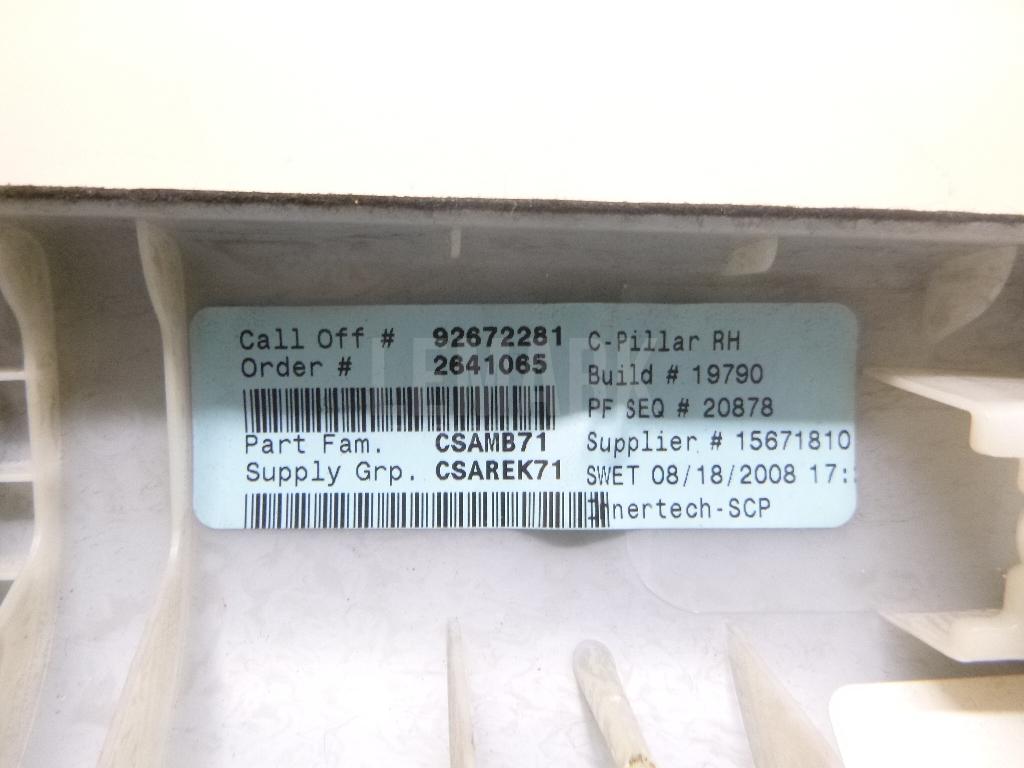 Call Off # 92672281
Order # 2641065
Part Fam. CSAMB71
Supply Grp. CSAREK71
C-Pillar RH
Build # 19790
PF SEQ # 20878
Supplier # 15671810
SWET 08/18/2008 17:
Innertech-SCP